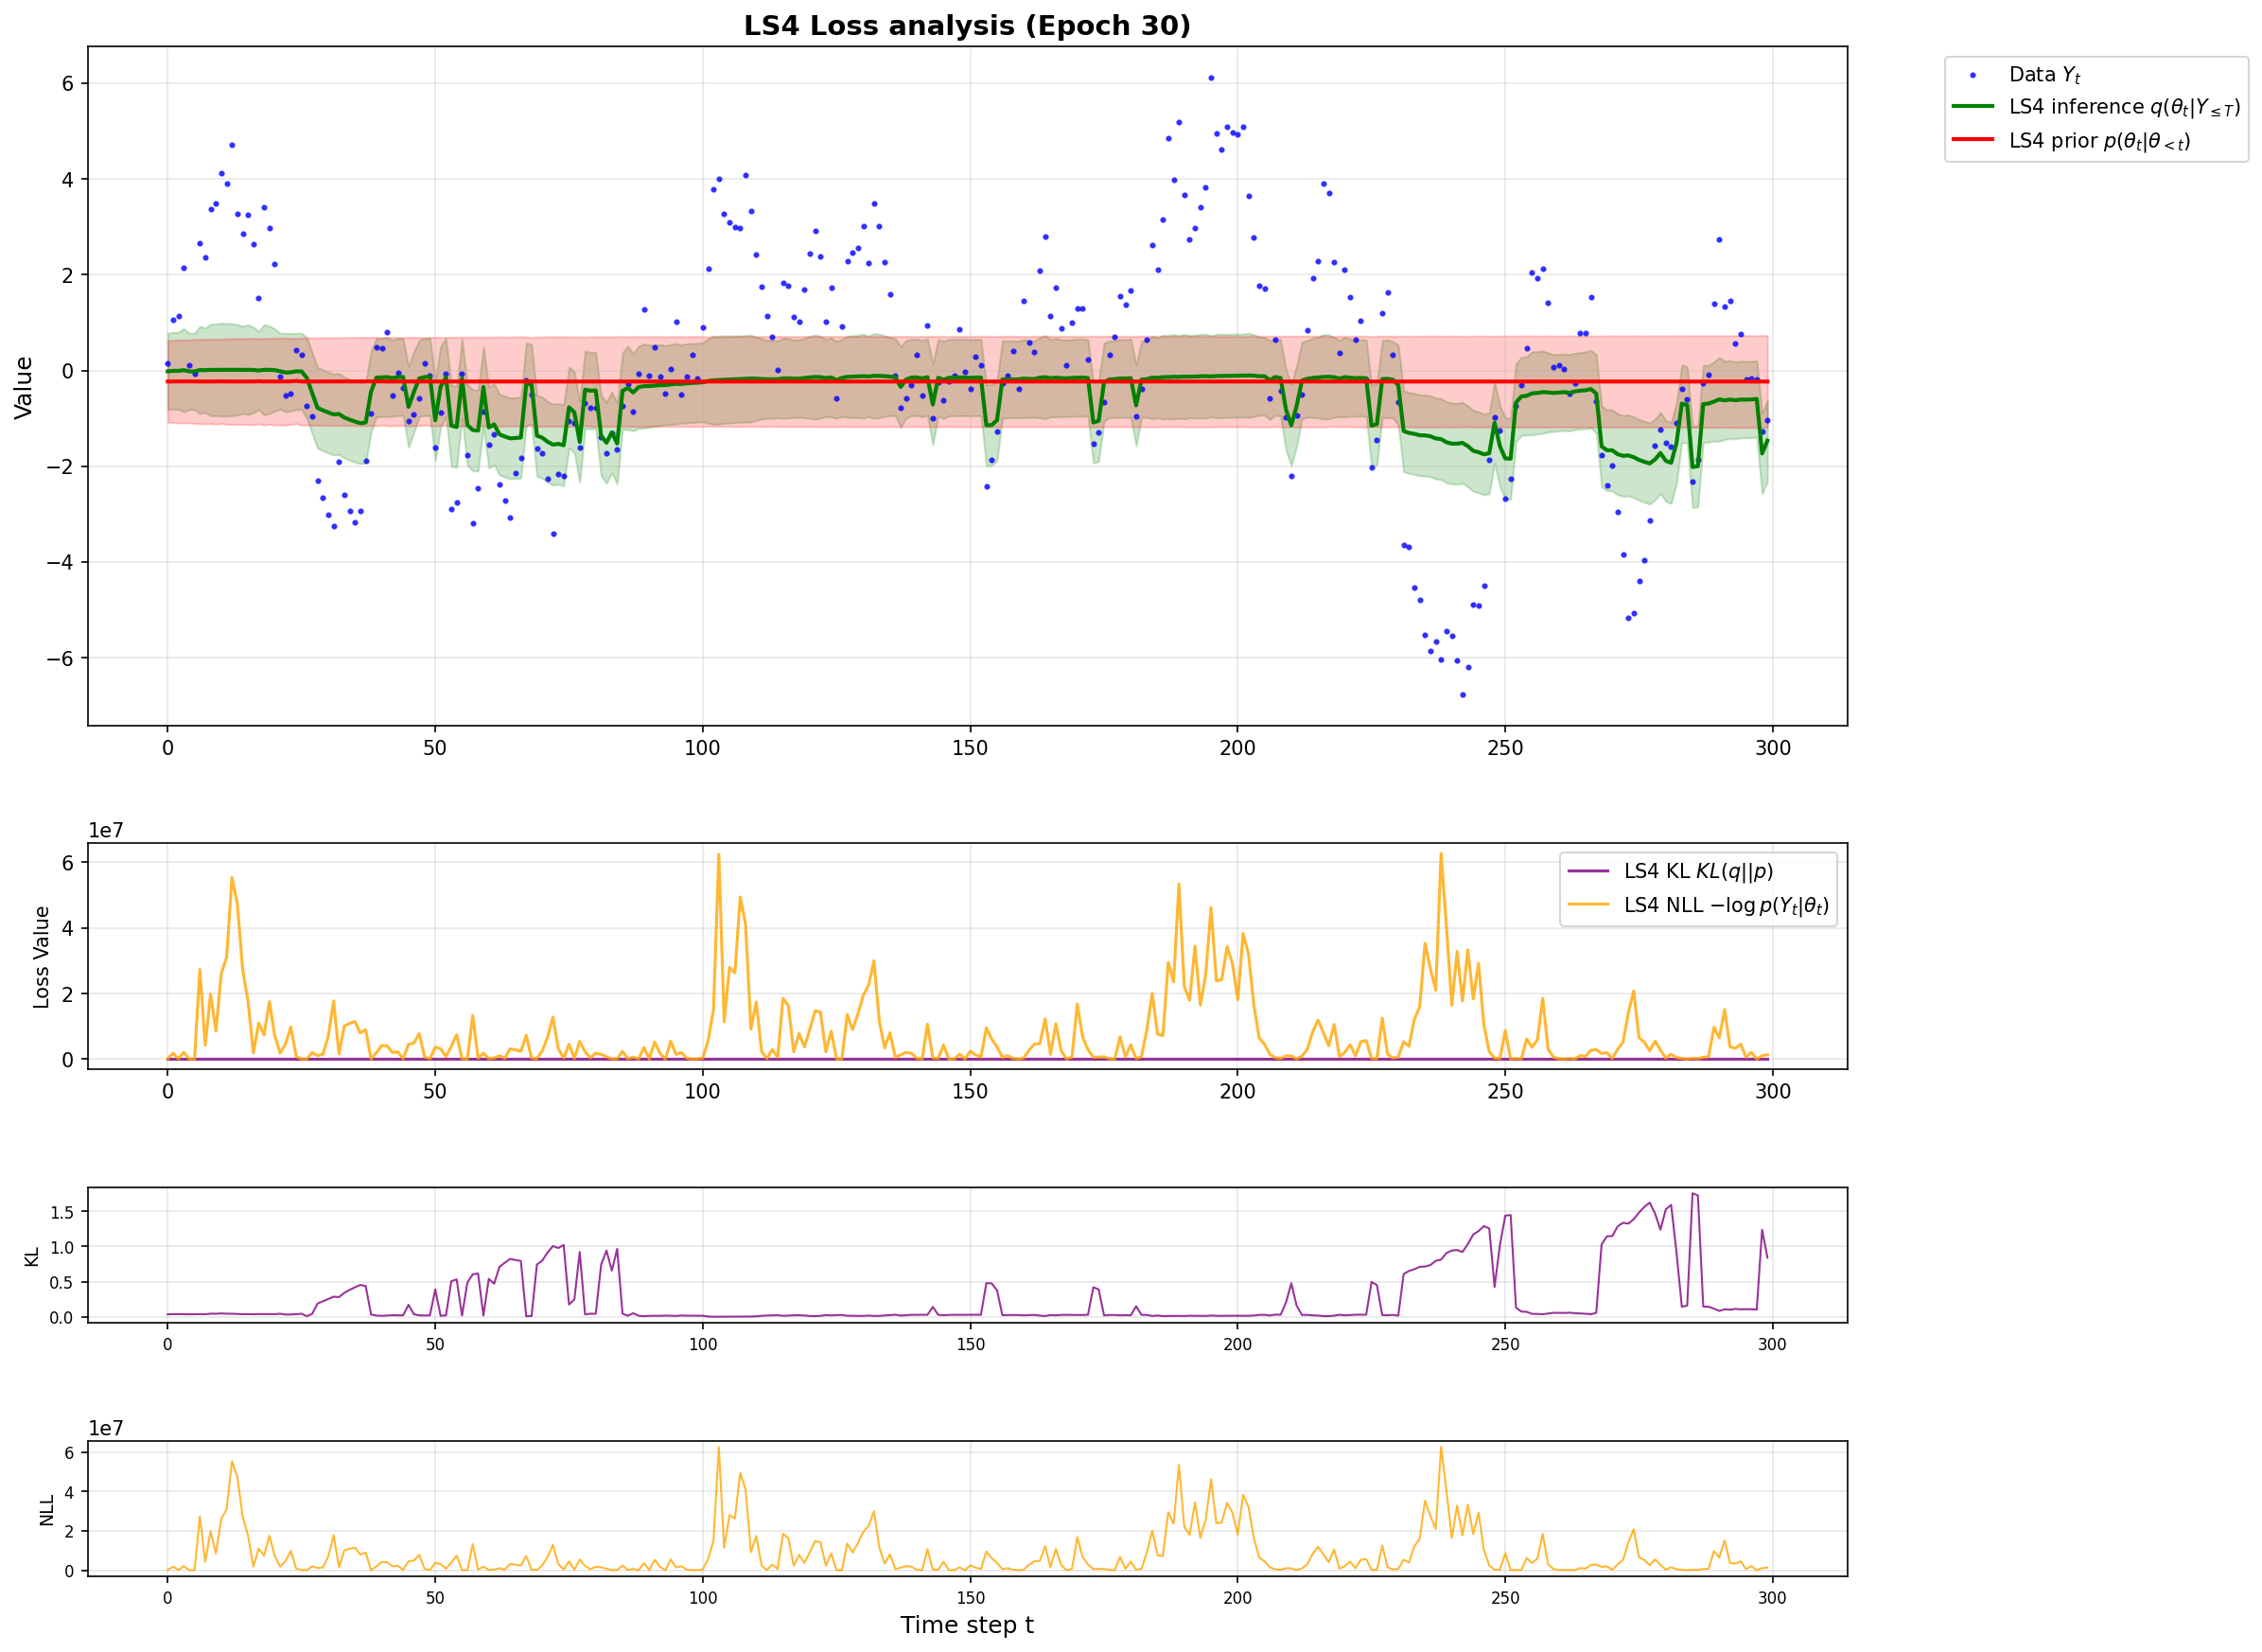 LS4 Loss analysis (Epoch 30)
Value
6
4
2
0
−2
−4
−6
0 50 100 150 200 250 300
Data Y_t
LS4 inference q(θ_t|Y_{≤T})
LS4 prior p(θ_t|θ_{<t})
1e7
Loss Value
6
4
2
0
0 50 100 150 200 250 300
LS4 KL KL(q||p)
LS4 NLL −log p(Y_t|θ_t)
KL
1.5
1.0
0.5
0.0
0 50 100 150 200 250 300
1e7
NLL
6
4
2
0
0 50 100 150 200 250 300
Time step t